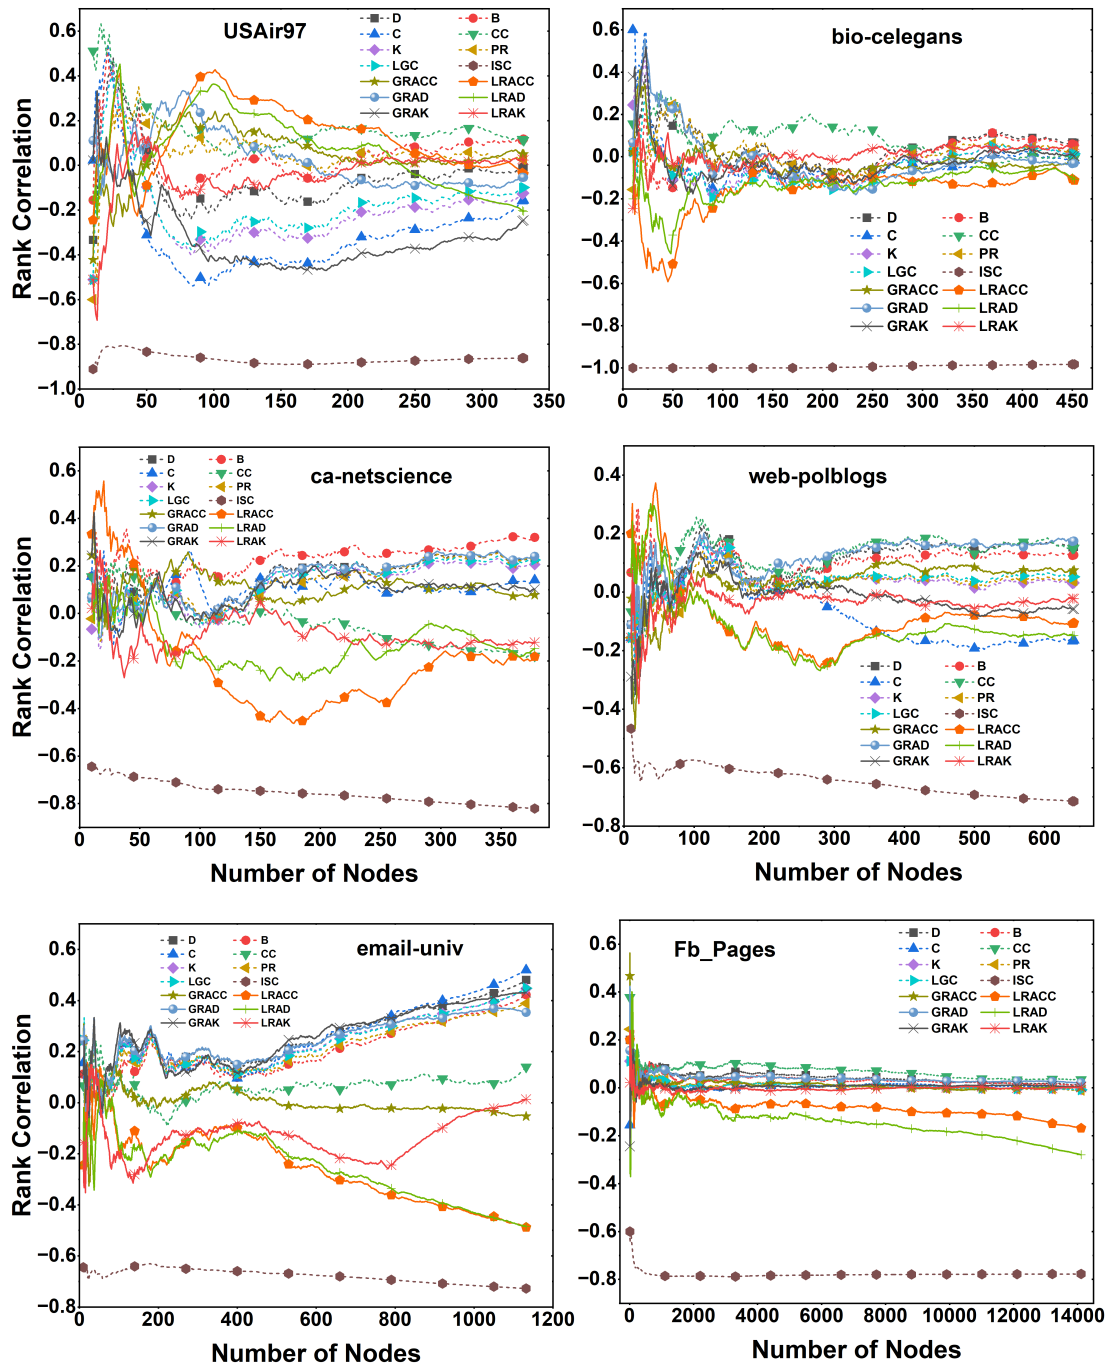 USAir97
D B
C CC
K PR
LGC ISC
GRACC LRACC
GRAD LRAD
GRAK LRAK
Rank Correlation
0.6
0.4
0.2
0.0
−0.2
−0.4
−0.6
−0.8
−1.0
0 50 100 150 200 250 300 350
bio-celegans
D B
C CC
K PR
LGC ISC
GRACC LRACC
GRAD LRAD
GRAK LRAK
0.6
0.4
0.2
0.0
−0.2
−0.4
−0.6
−0.8
−1.0
0 50 100 150 200 250 300 350 400 450
ca-netscience
D B
C CC
K PR
LGC ISC
GRACC LRACC
GRAD LRAD
GRAK LRAK
Rank Correlation
0.6
0.4
0.2
0.0
−0.2
−0.4
−0.6
−0.8
0 50 100 150 200 250 300 350
Number of Nodes
web-polblogs
D B
C CC
K PR
LGC ISC
GRACC LRACC
GRAD LRAD
GRAK LRAK
0.4
0.2
0.0
−0.2
−0.4
−0.6
−0.8
0 100 200 300 400 500 600
Number of Nodes
email-univ
D B
C CC
K PR
LGC ISC
GRACC LRACC
GRAD LRAD
GRAK LRAK
Rank Correlation
0.6
0.4
0.2
0.0
−0.2
−0.4
−0.6
−0.8
0 200 400 600 800 1000 1200
Number of Nodes
Fb_Pages
D B
C CC
K PR
LGC ISC
GRACC LRACC
GRAD LRAD
GRAK LRAK
0.6
0.4
0.2
0.0
−0.2
−0.4
−0.6
−0.8
0 2000 4000 6000 8000 10000 12000 14000
Number of Nodes